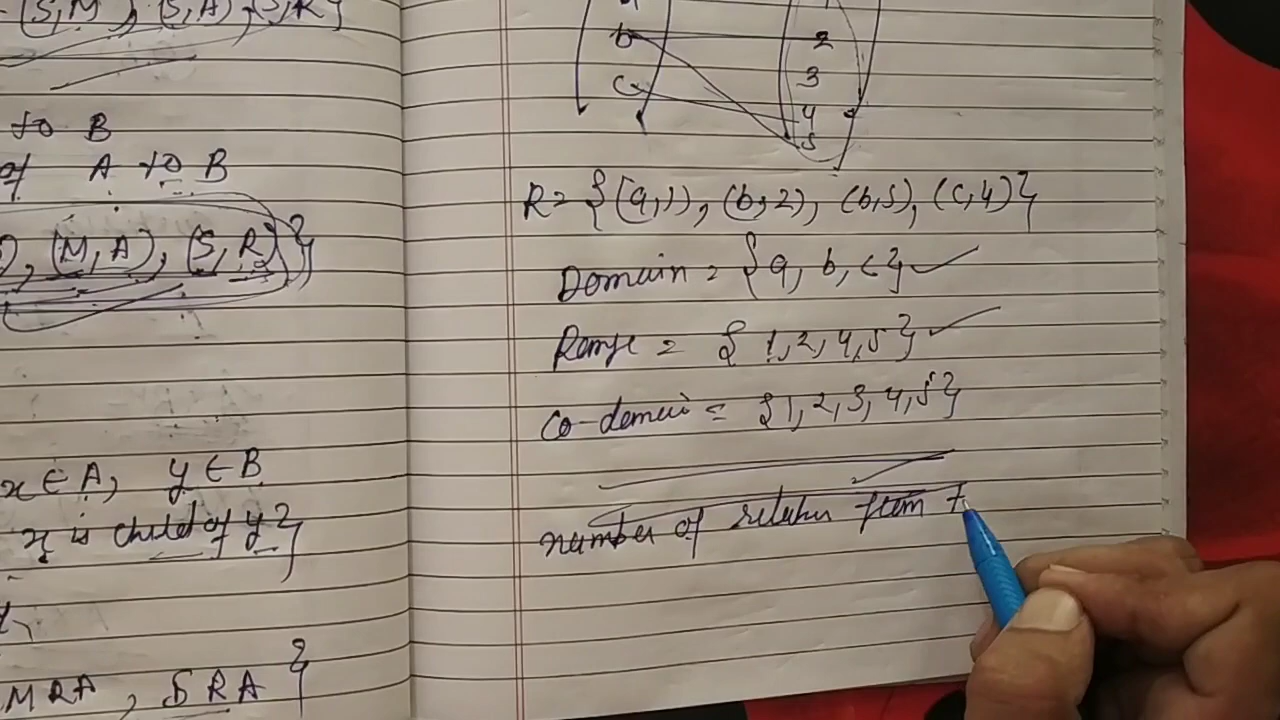 (S,M), (S,A), (S,R}
to B
of A to B
, (M,A), (S,R)}
x ∈ A, y ∈ B
x is child of y}
MRA, SRA}
b 2
c 3
4
5
R = {(a,1), (b,2), (b,5), (c,4)}
Domain = {a, b, c}
Range = {1,2,4,5}
Co-domain = {1,2,3,4,5}
number of relation from